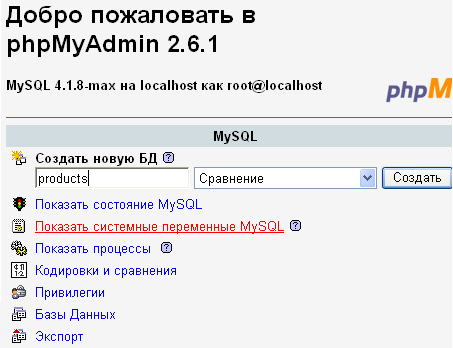 Добро пожаловать в
phpMyAdmin 2.6.1
MySQL 4.1.8-max на localhost как root@localhost
phpM
MySQL
Создать новую БД
products Сравнение Создать
Показать состояние MySQL
Показать системные переменные MySQL
Показать процессы
Кодировки и сравнения
Привилегии
Базы Данных
Экспорт